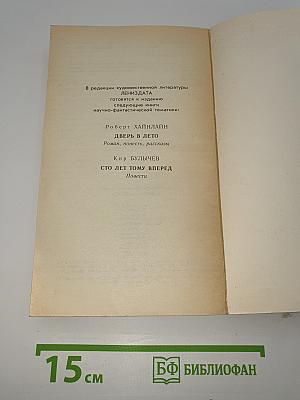 В редакции художественной литературы
ЛЕНИЗДАТА
готовятся к изданию
следующие книги
научно-фантастической тематики:
Роберт ХАЙНЛАЙН
ДВЕРЬ В ЛЕТО
Роман, повесть, рассказы
Кир БУЛЫЧЕВ
СТО ЛЕТ ТОМУ ВПЕРЕД
Повести
15 см
БФ БИБЛИОФАН